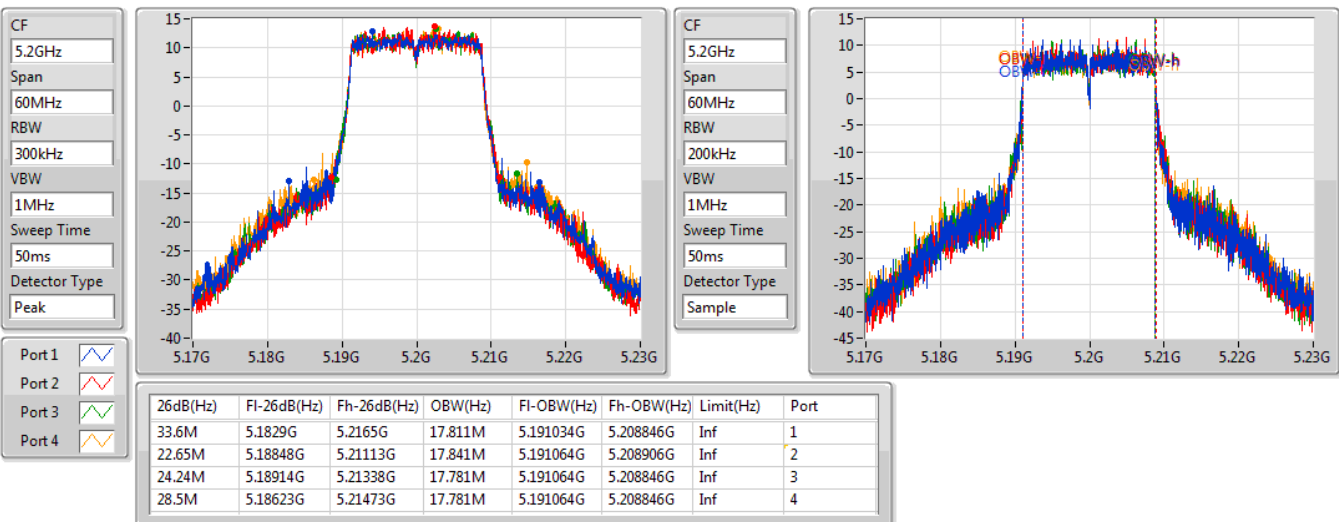 CF
5.2GHz
Span
60MHz
RBW
300kHz
VBW
1MHz
Sweep Time
50ms
Detector Type
Peak
15
10
5
0
-5
-10
-15
-20
-25
-30
-35
-40
5.17G 5.18G 5.19G 5.2G 5.21G 5.22G 5.23G
CF
5.2GHz
Span
60MHz
RBW
200kHz
VBW
1MHz
Sweep Time
50ms
Detector Type
Sample
15
10
5
0
-5
-10
-15
-20
-25
-30
-35
-40
-45
5.17G 5.18G 5.19G 5.2G 5.21G 5.22G 5.23G
Port 1
Port 2
Port 3
Port 4
26dB(Hz) Fl-26dB(Hz) Fh-26dB(Hz) OBW(Hz) Fl-OBW(Hz) Fh-OBW(Hz) Limit(Hz) Port
33.6M 5.1829G 5.2165G 17.811M 5.191034G 5.208846G Inf 1
22.65M 5.18848G 5.21113G 17.841M 5.191064G 5.208906G Inf 2
24.24M 5.18914G 5.21338G 17.781M 5.191064G 5.208846G Inf 3
28.5M 5.18623G 5.21473G 17.781M 5.191064G 5.208846G Inf 4